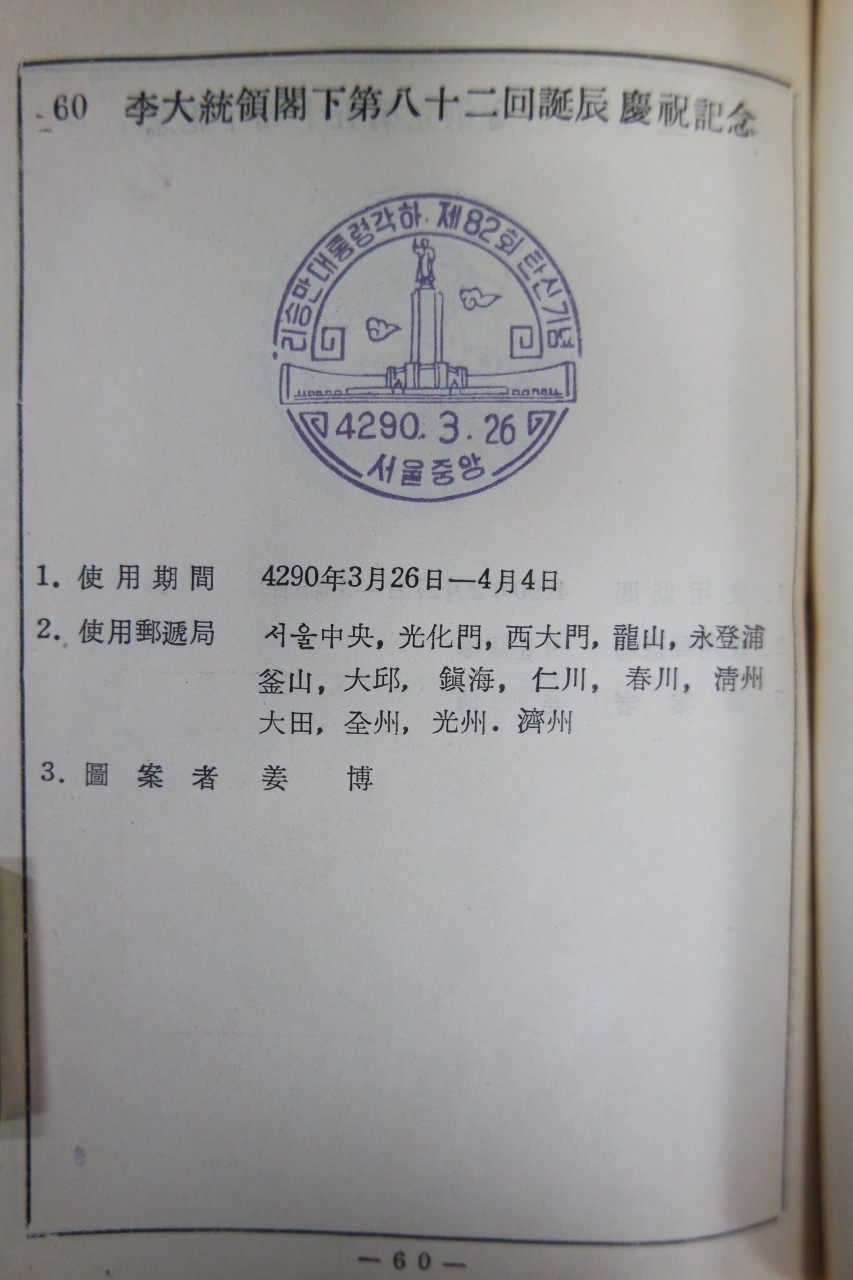 60 李大統領閣下第八十二回誕辰慶祝記念
리승만대통령각하 제82회 탄신기념
4290. 3. 26
서울중앙
1. 使用期間 4290年3月26日—4月4日
2. 使用郵遞局 서울中央, 光化門, 西大門, 龍山, 永登浦
釜山, 大邱, 鎭海, 仁川, 春川, 淸州
大田, 全州, 光州. 濟州
3. 圖案者 姜 博
— 60 —